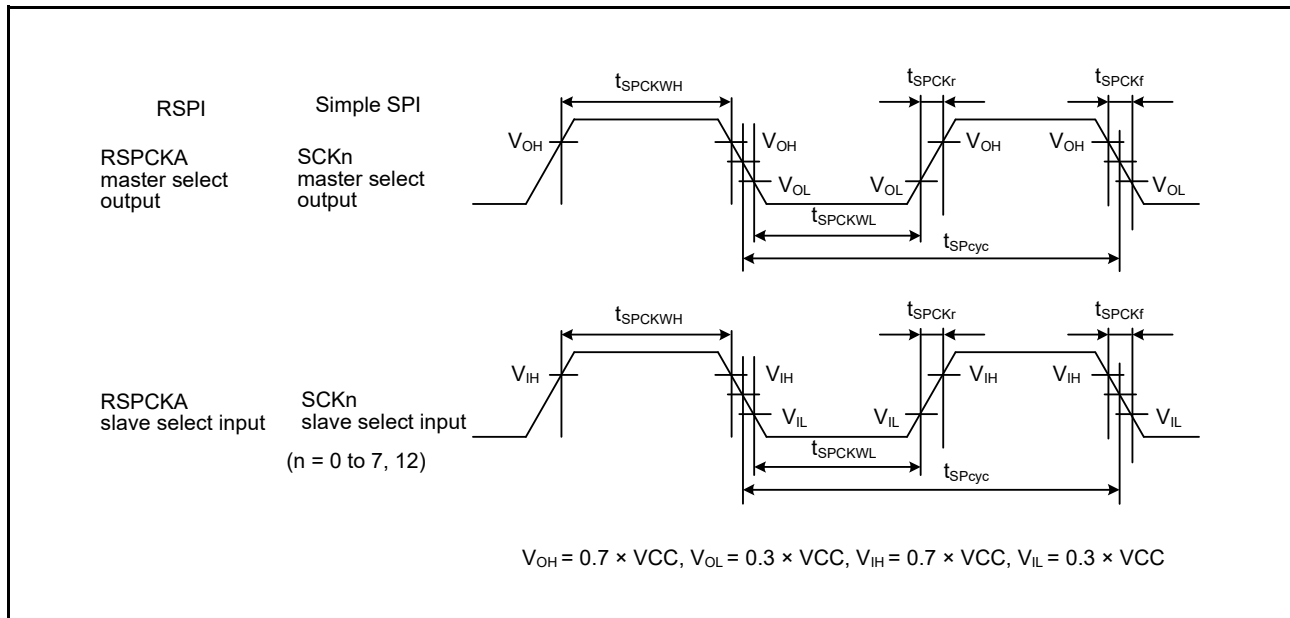 RSPI
Simple SPI
RSPCKA
master select
output
SCKn
master select
output
tSPCKWH
tSPCKr
tSPCKf
VOH
VOH
VOH
VOH
VOL
VOL
VOL
tSPCKWL
tSPcyc
RSPCKA
slave select input
SCKn
slave select input
(n = 0 to 7, 12)
tSPCKWH
tSPCKr
tSPCKf
VIH
VIH
VIH
VIH
VIL
VIL
VIL
tSPCKWL
tSPcyc
VOH = 0.7 × VCC, VOL = 0.3 × VCC, VIH = 0.7 × VCC, VIL = 0.3 × VCC